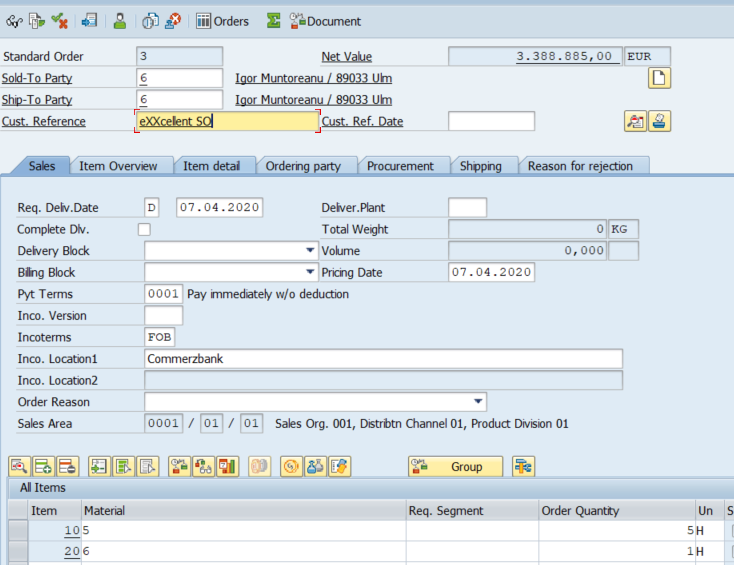 Orders Document
Standard Order 3 Net Value 3.388.885,00 EUR
Sold-To Party 6 Igor Muntoreanu / 89033 Ulm
Ship-To Party 6 Igor Muntoreanu / 89033 Ulm
Cust. Reference eXXcellent SO Cust. Ref. Date
Sales Item Overview Item detail Ordering party Procurement Shipping Reason for rejection
Req. Deliv.Date D 07.04.2020 Deliver.Plant
Complete Dlv. Total Weight 0 KG
Delivery Block Volume 0,000
Billing Block Pricing Date 07.04.2020
Pyt Terms 0001 Pay immediately w/o deduction
Inco. Version
Incoterms FOB
Inco. Location1 Commerzbank
Inco. Location2
Order Reason
Sales Area 0001 / 01 / 01 Sales Org. 001, Distribtn Channel 01, Product Division 01
Group
All Items
Item Material Req. Segment Order Quantity Un S
10 5 5 H
20 6 1 H